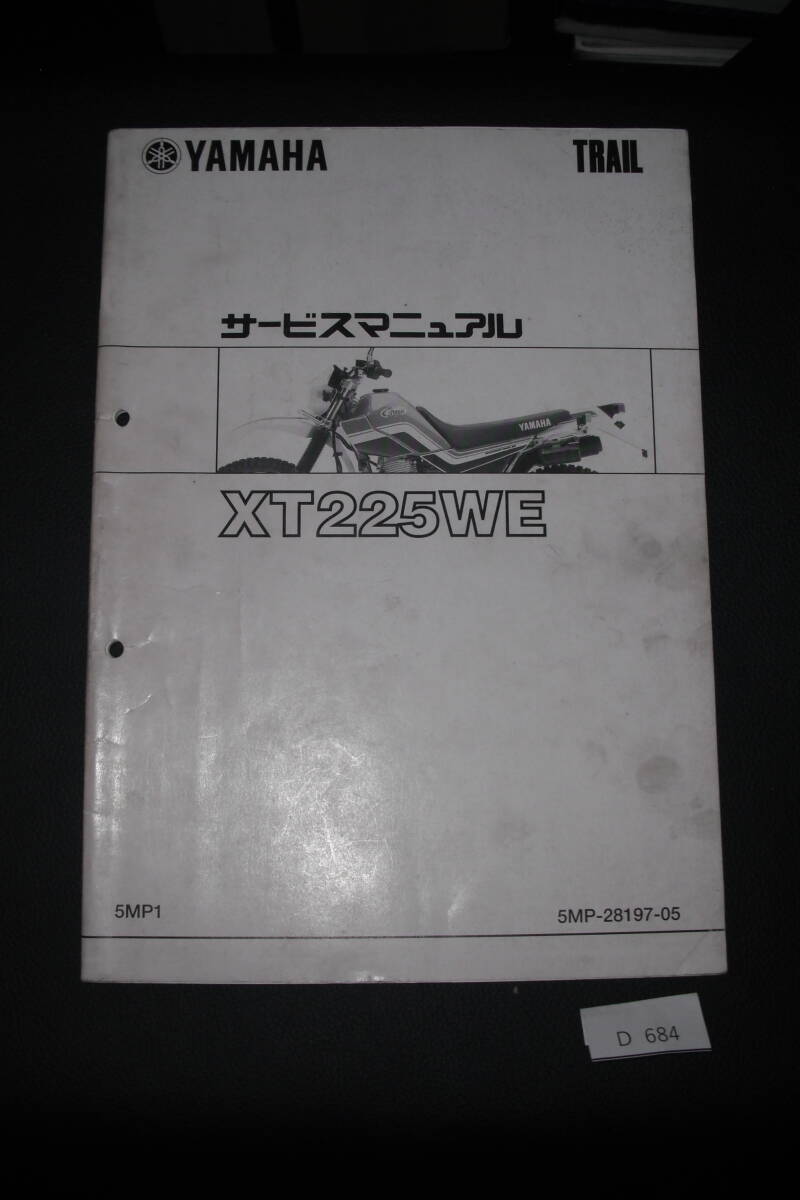 YAMAHA TRAIL
サービスマニュアル
YAMAHA
XT225WE
5MP1 5MP-28197-05
D 684